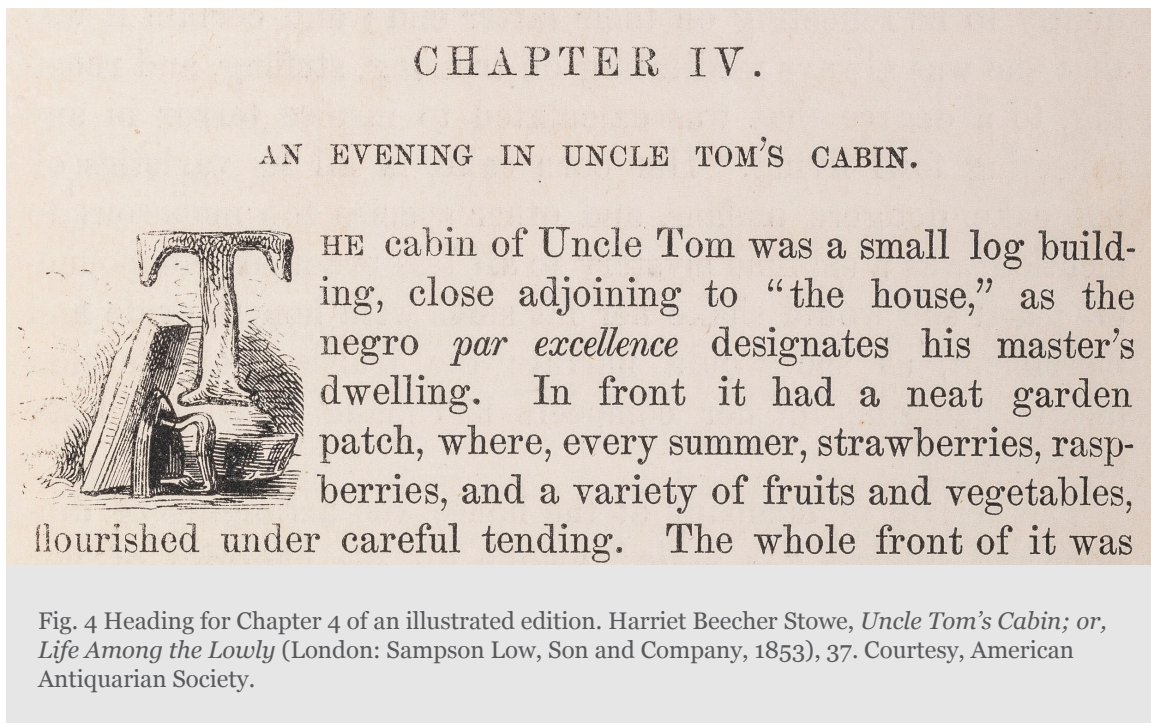 CHAPTER IV.
AN EVENING IN UNCLE TOM'S CABIN.
THE cabin of Uncle Tom was a small log build-
ing, close adjoining to “the house,” as the
negro par excellence designates his master's
dwelling. In front it had a neat garden
patch, where, every summer, strawberries, rasp-
berries, and a variety of fruits and vegetables,
flourished under careful tending. The whole front of it was
Fig. 4 Heading for Chapter 4 of an illustrated edition. Harriet Beecher Stowe, Uncle Tom's Cabin; or,
Life Among the Lowly (London: Sampson Low, Son and Company, 1853), 37. Courtesy, American
Antiquarian Society.